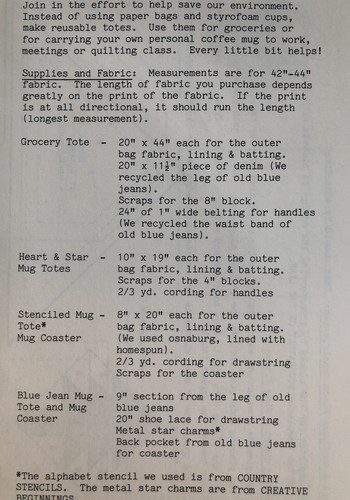 Join in the effort to help save our environment.
Instead of using paper bags and styrofoam cups,
make reusable totes. Use them for groceries or
for carrying your own personal coffee mug to work,
meetings or quilting class. Every little bit helps!
Supplies and Fabric: Measurements are for 42"-44"
fabric. The length of fabric you purchase depends
greatly on the print of the fabric. If the print
is at all directional, it should run the length
(longest measurement).
Grocery Tote - 20" x 44" each for the outer
bag fabric, lining & batting.
20" x 11½" piece of denim (We
recycled the leg of old blue
jeans).
Scraps for the 8" block.
24" of 1" wide belting for handles
(We recycled the waist band of
old blue jeans).
Heart & Star - 10" x 19" each for the outer
Mug Totes bag fabric, lining & batting.
Scraps for the 4" blocks.
2/3 yd. cording for handles
Stenciled Mug - 8" x 20" each for the outer
Tote* bag fabric, lining & batting.
Mug Coaster (We used osnaburg, lined with
homespun).
2/3 yd. cording for drawstring
Scraps for the coaster
Blue Jean Mug - 9" section from the leg of old
Tote and Mug blue jeans
Coaster 20" shoe lace for drawstring
Metal star charms*
Back pocket from old blue jeans
for coaster
*The alphabet stencil we used is from COUNTRY
STENCILS. The metal star charms are from CREATIVE
BEGINNINGS